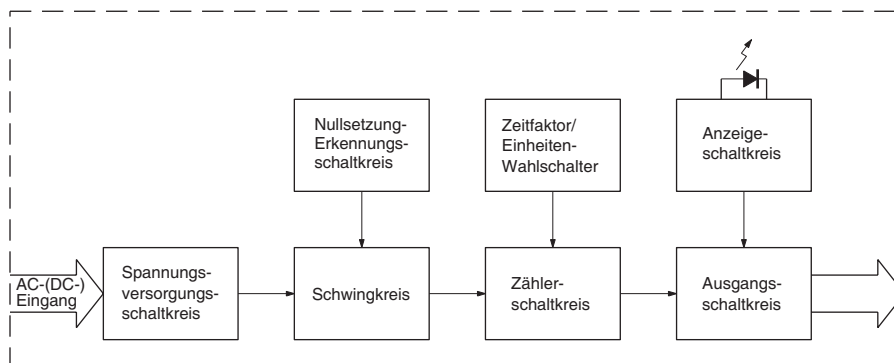 Nullsetzung-
Erkennungs-
schaltkreis
Zeitfaktor/
Einheiten-
Wahlschalter
Anzeige-
schaltkreis
AC-(DC-)
Eingang
Spannungs-
versorgungs-
schaltkreis
Schwingkreis
Zähler-
schaltkreis
Ausgangs-
schaltkreis